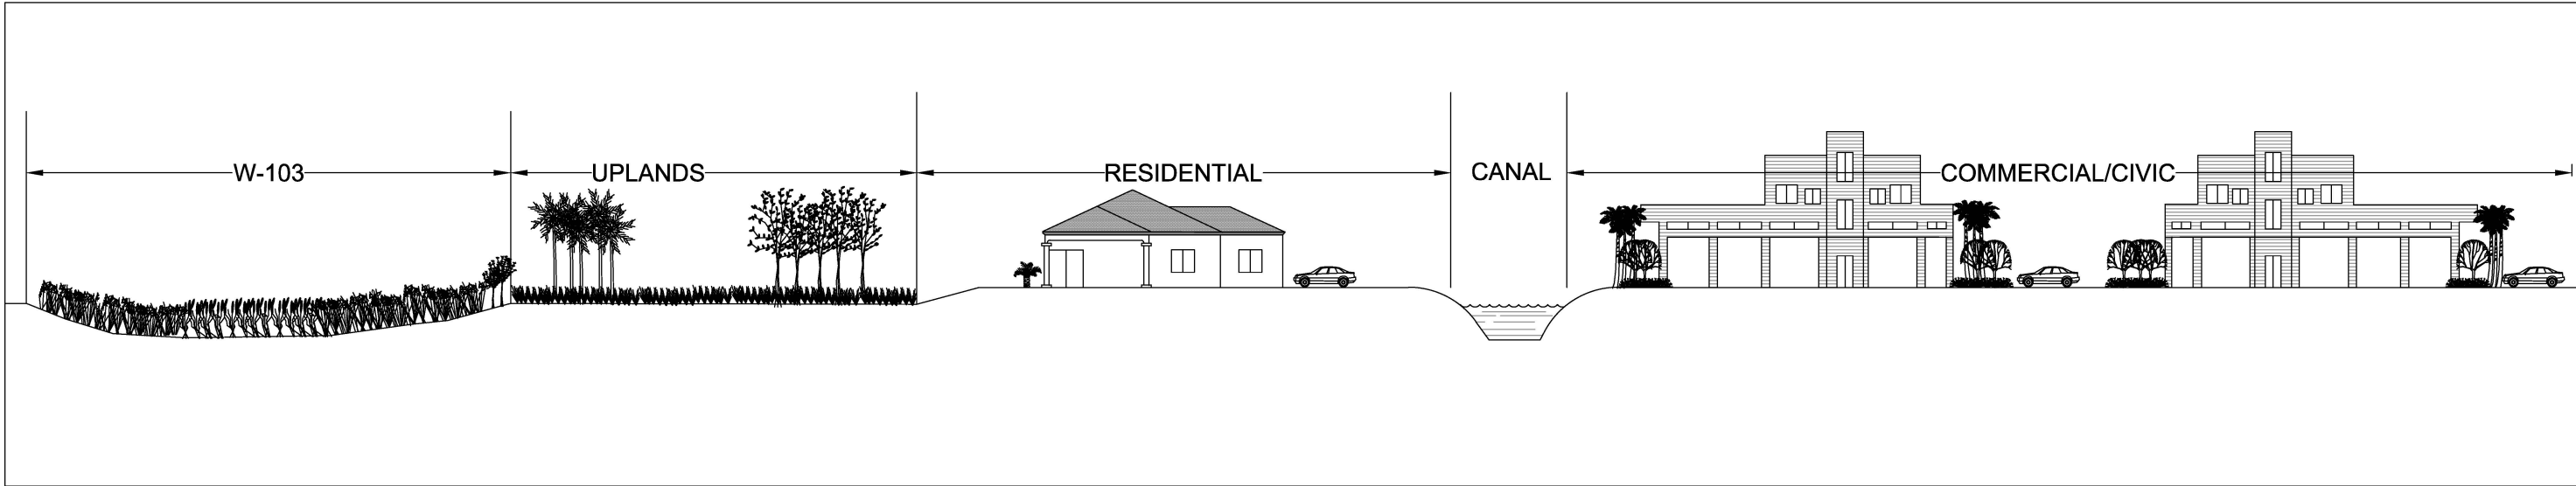 W-103
UPLANDS
RESIDENTIAL
CANAL
COMMERCIAL/CIVIC